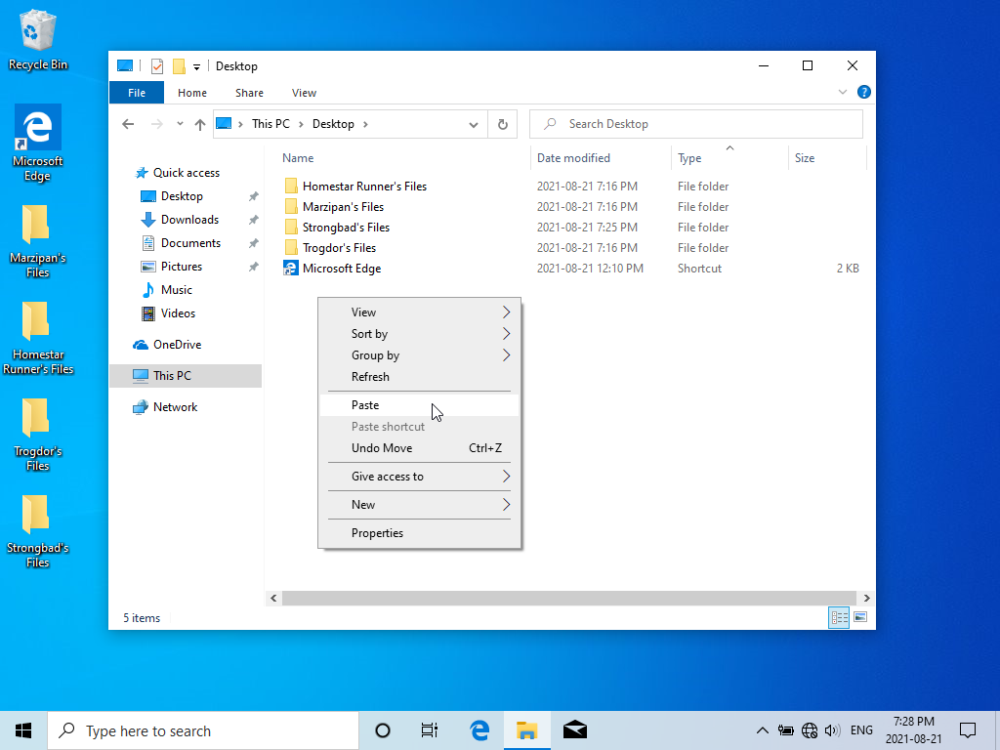 Recycle Bin
Microsoft
Edge
Marzipan's
Files
Homestar
Runner's Files
Trogdor's
Files
Strongbad's
Files
Desktop
File Home Share View
This PC Desktop
Search Desktop
Quick access
Desktop
Downloads
Documents
Pictures
Music
Videos
OneDrive
This PC
Network
Name Date modified Type Size
Homestar Runner's Files 2021-08-21 7:16 PM File folder
Marzipan's Files 2021-08-21 7:16 PM File folder
Strongbad's Files 2021-08-21 7:25 PM File folder
Trogdor's Files 2021-08-21 7:16 PM File folder
Microsoft Edge 2021-08-21 12:10 PM Shortcut 2 KB
View
Sort by
Group by
Refresh
Paste
Paste shortcut
Undo Move Ctrl+Z
Give access to
New
Properties
5 items
Type here to search
ENG
7:28 PM
2021-08-21